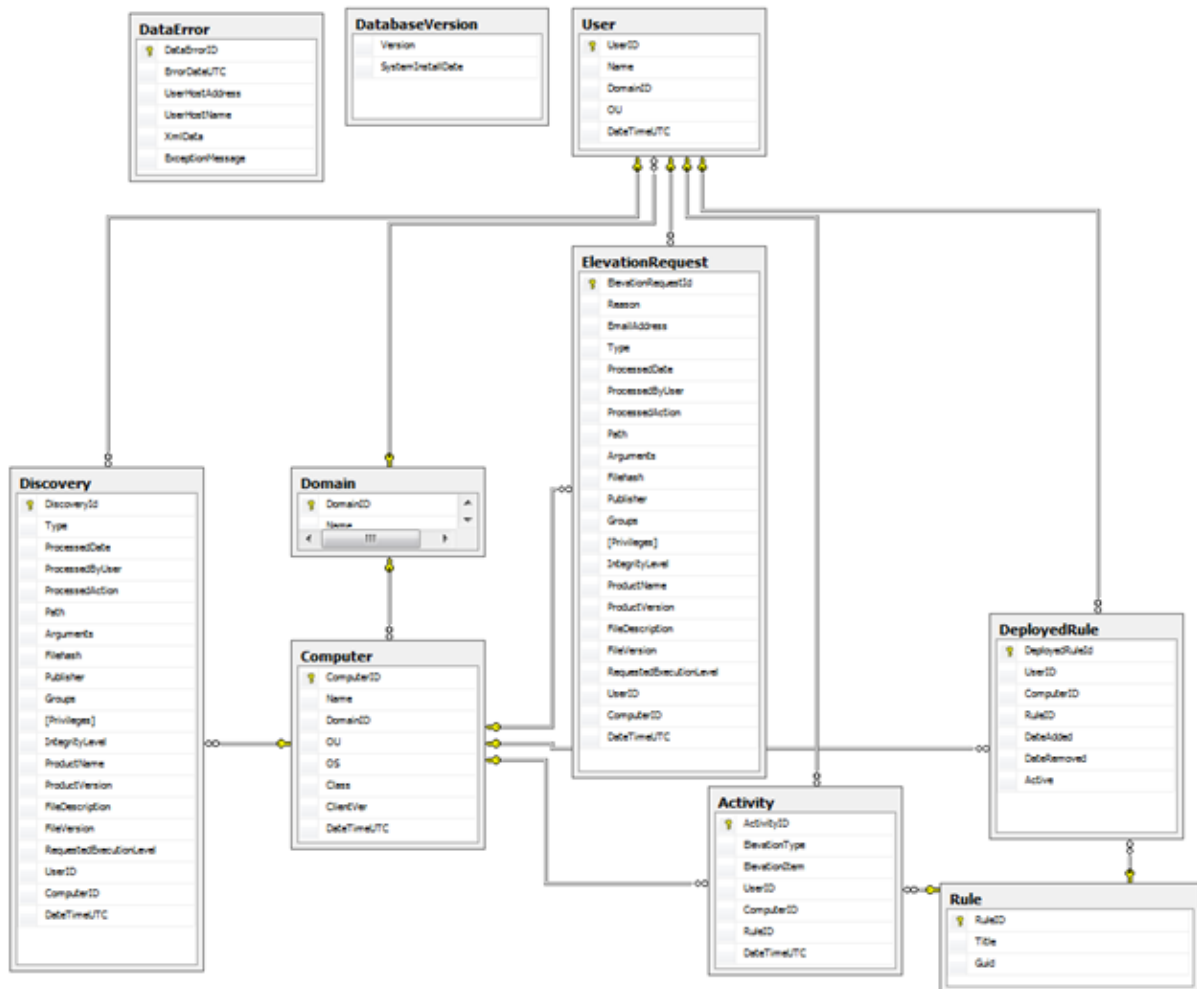 DataError
DataErrorID
ErrorDateUTC
UserHostAddress
UserHostName
XmlData
ExceptionMessage
DatabaseVersion
Version
SystemInstallDate
User
UserID
Name
DomainID
OU
DateTimeUTC
ElevationRequest
ElevationRequestId
Reason
EmailAddress
Type
ProcessedDate
ProcessedByUser
ProcessedAction
Path
Arguments
Filehash
Publisher
Groups
[Privileges]
IntegrityLevel
ProductName
ProductVersion
FileDescription
FileVersion
RequestedExecutionLevel
UserID
ComputerID
DateTimeUTC
Discovery
DiscoveryId
Type
ProcessedDate
ProcessedByUser
ProcessedAction
Path
Arguments
Filehash
Publisher
Groups
[Privileges]
IntegrityLevel
ProductName
ProductVersion
FileDescription
FileVersion
RequestedExecutionLevel
UserID
ComputerID
DateTimeUTC
Domain
DomainID
Name
Computer
ComputerID
Name
DomainID
OU
OS
Class
ClientVer
DateTimeUTC
DeployedRule
DeployedRuleId
UserID
ComputerID
RuleID
DateAdded
DateRemoved
Active
Activity
ActivityID
ElevationType
ElevationItem
UserID
ComputerID
RuleID
DateTimeUTC
Rule
RuleID
Title
Guid